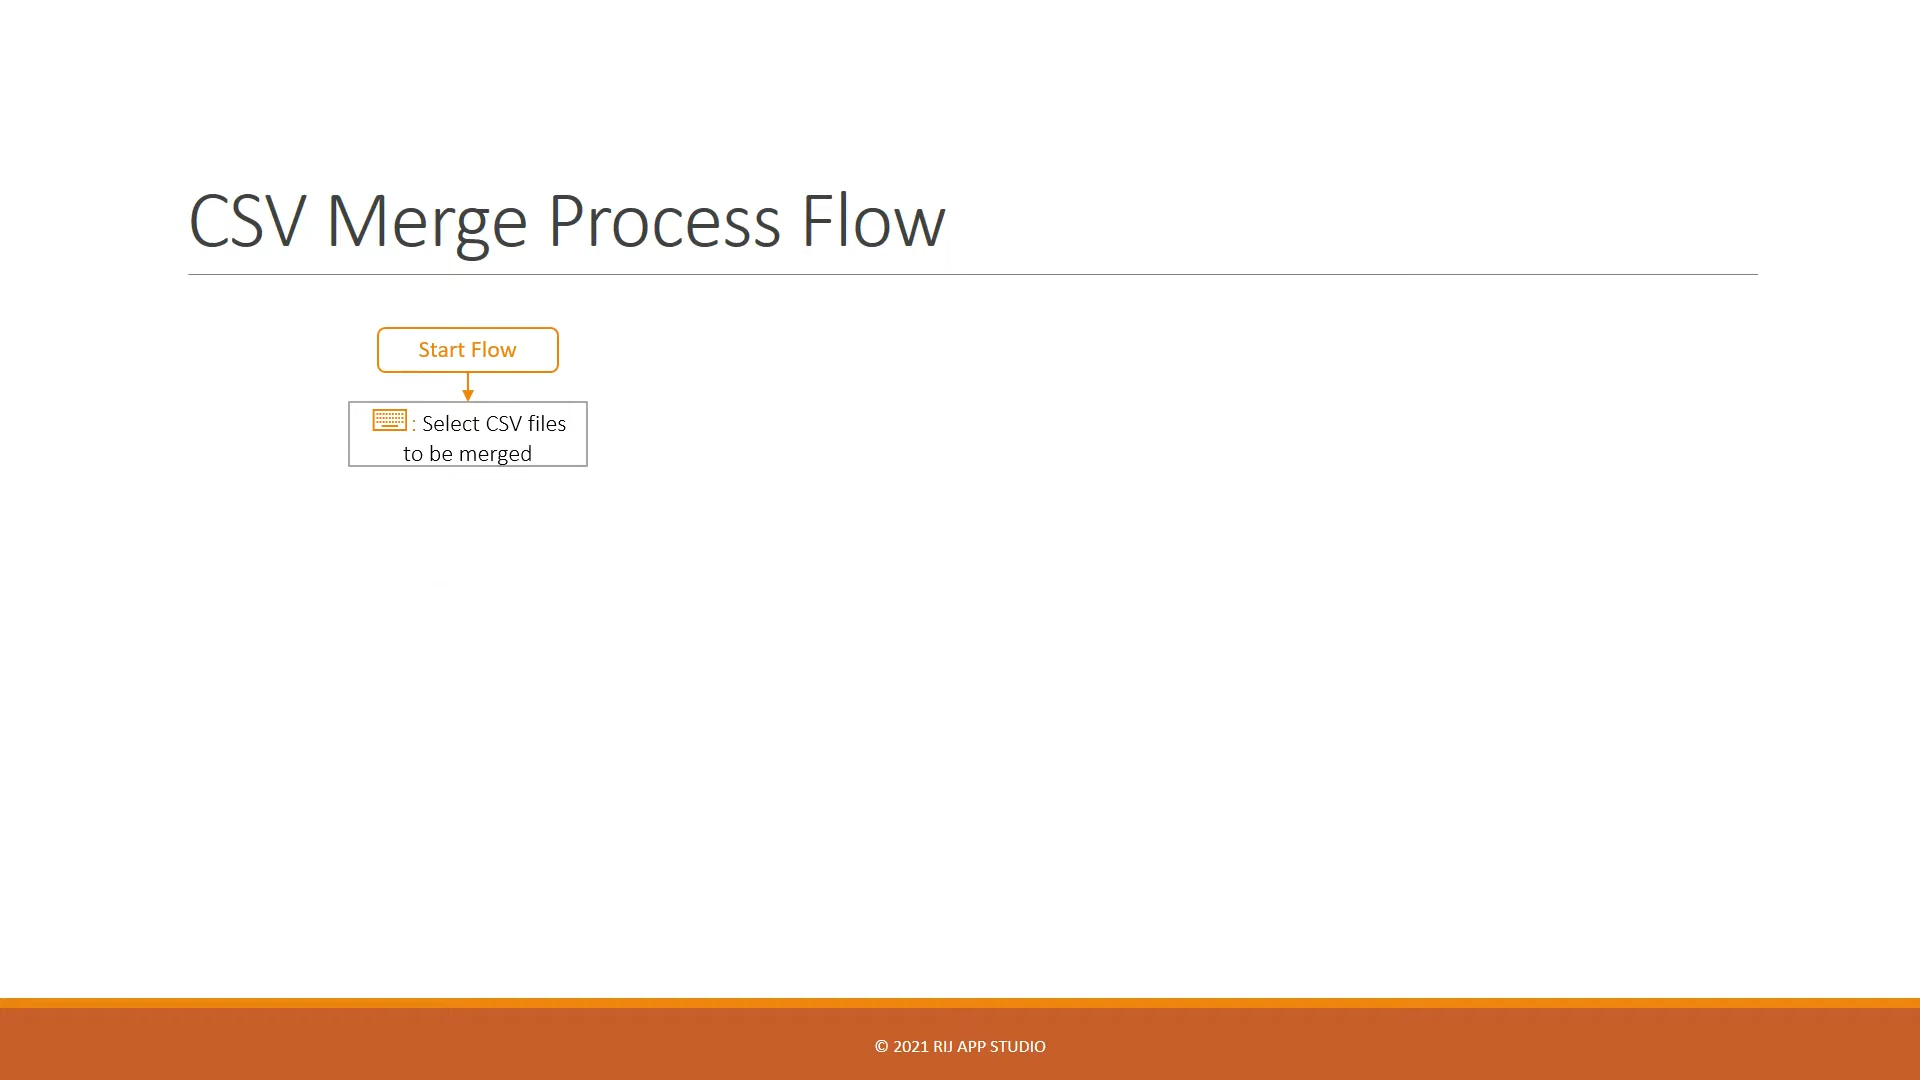 CSV Merge Process Flow
Start Flow
: Select CSV files
to be merged
© 2021 RIJ APP STUDIO